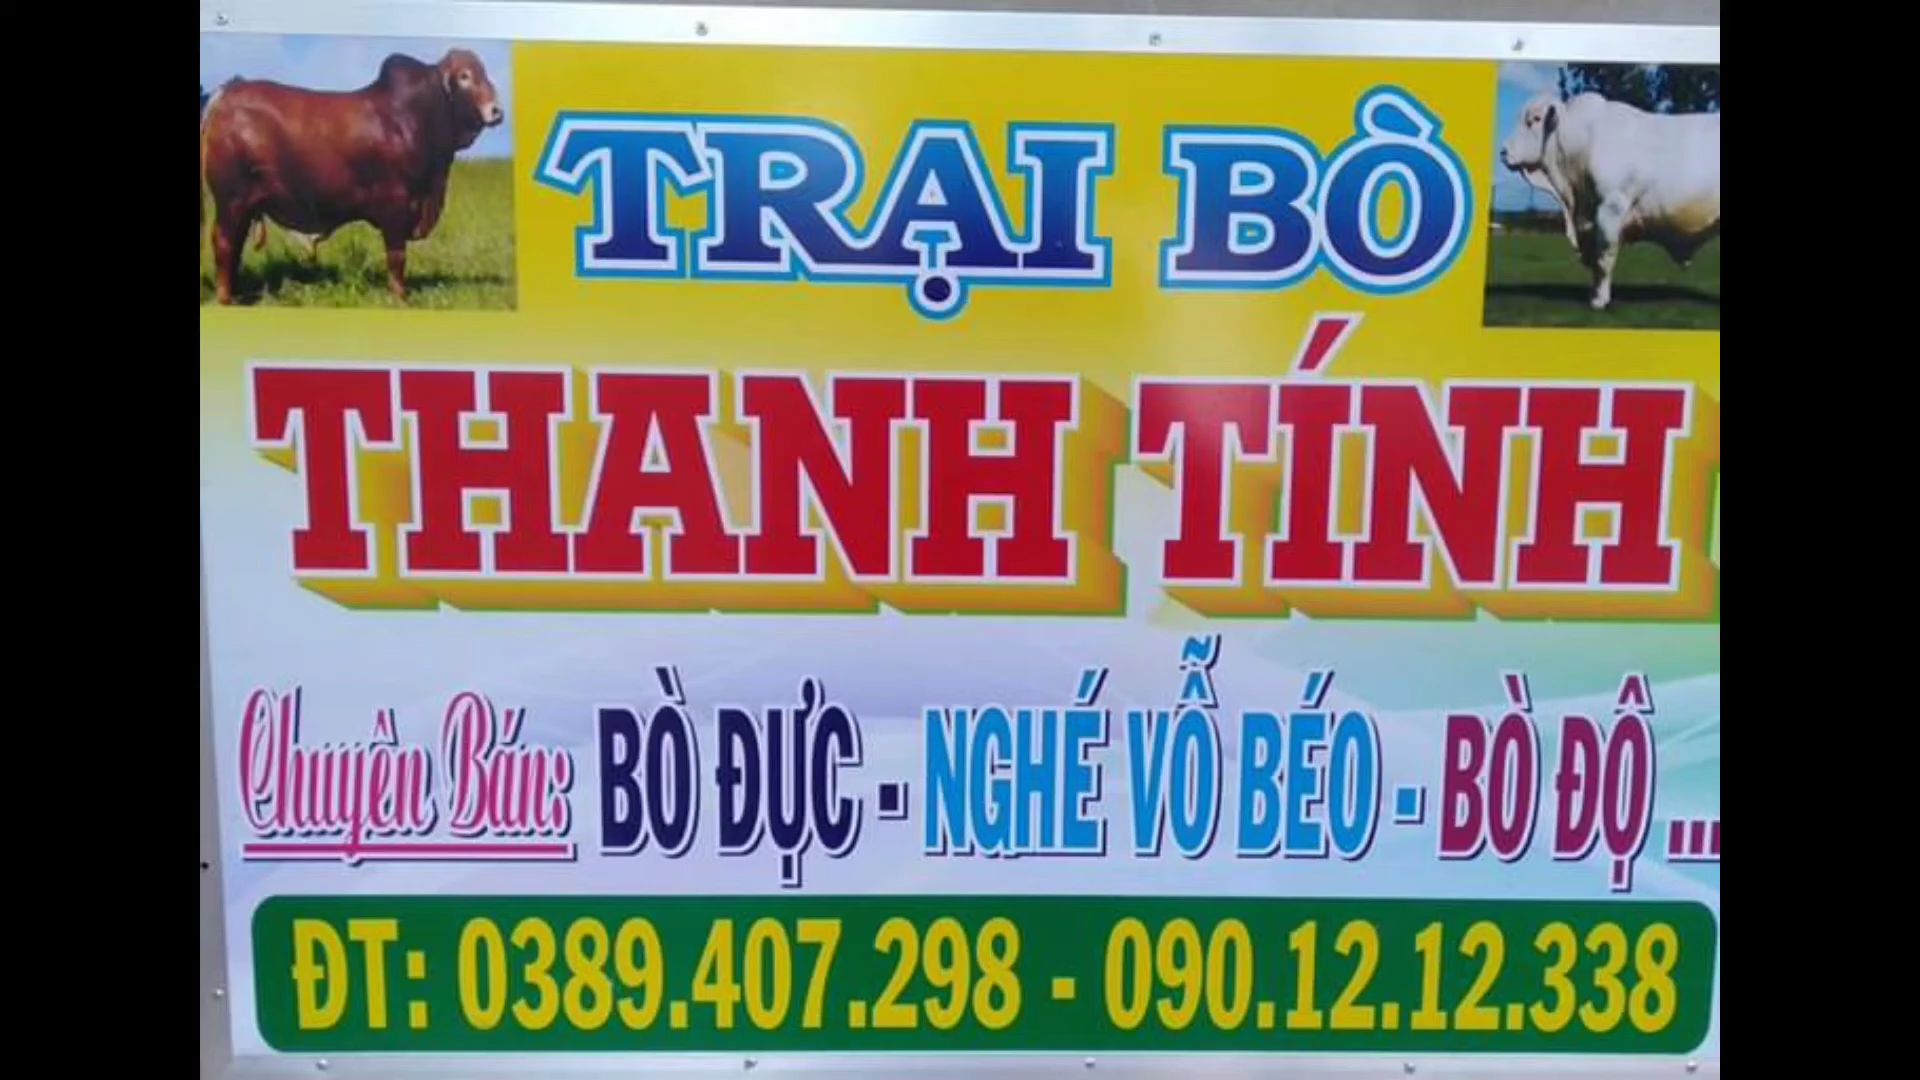 TRẠI BÒ
THANH TÍNH
Chuyên Bán: BÒ ĐỰC - NGHÉ VỖ BÉO - BÒ ĐỘ ...
ĐT: 0389.407.298 - 090.12.12.338